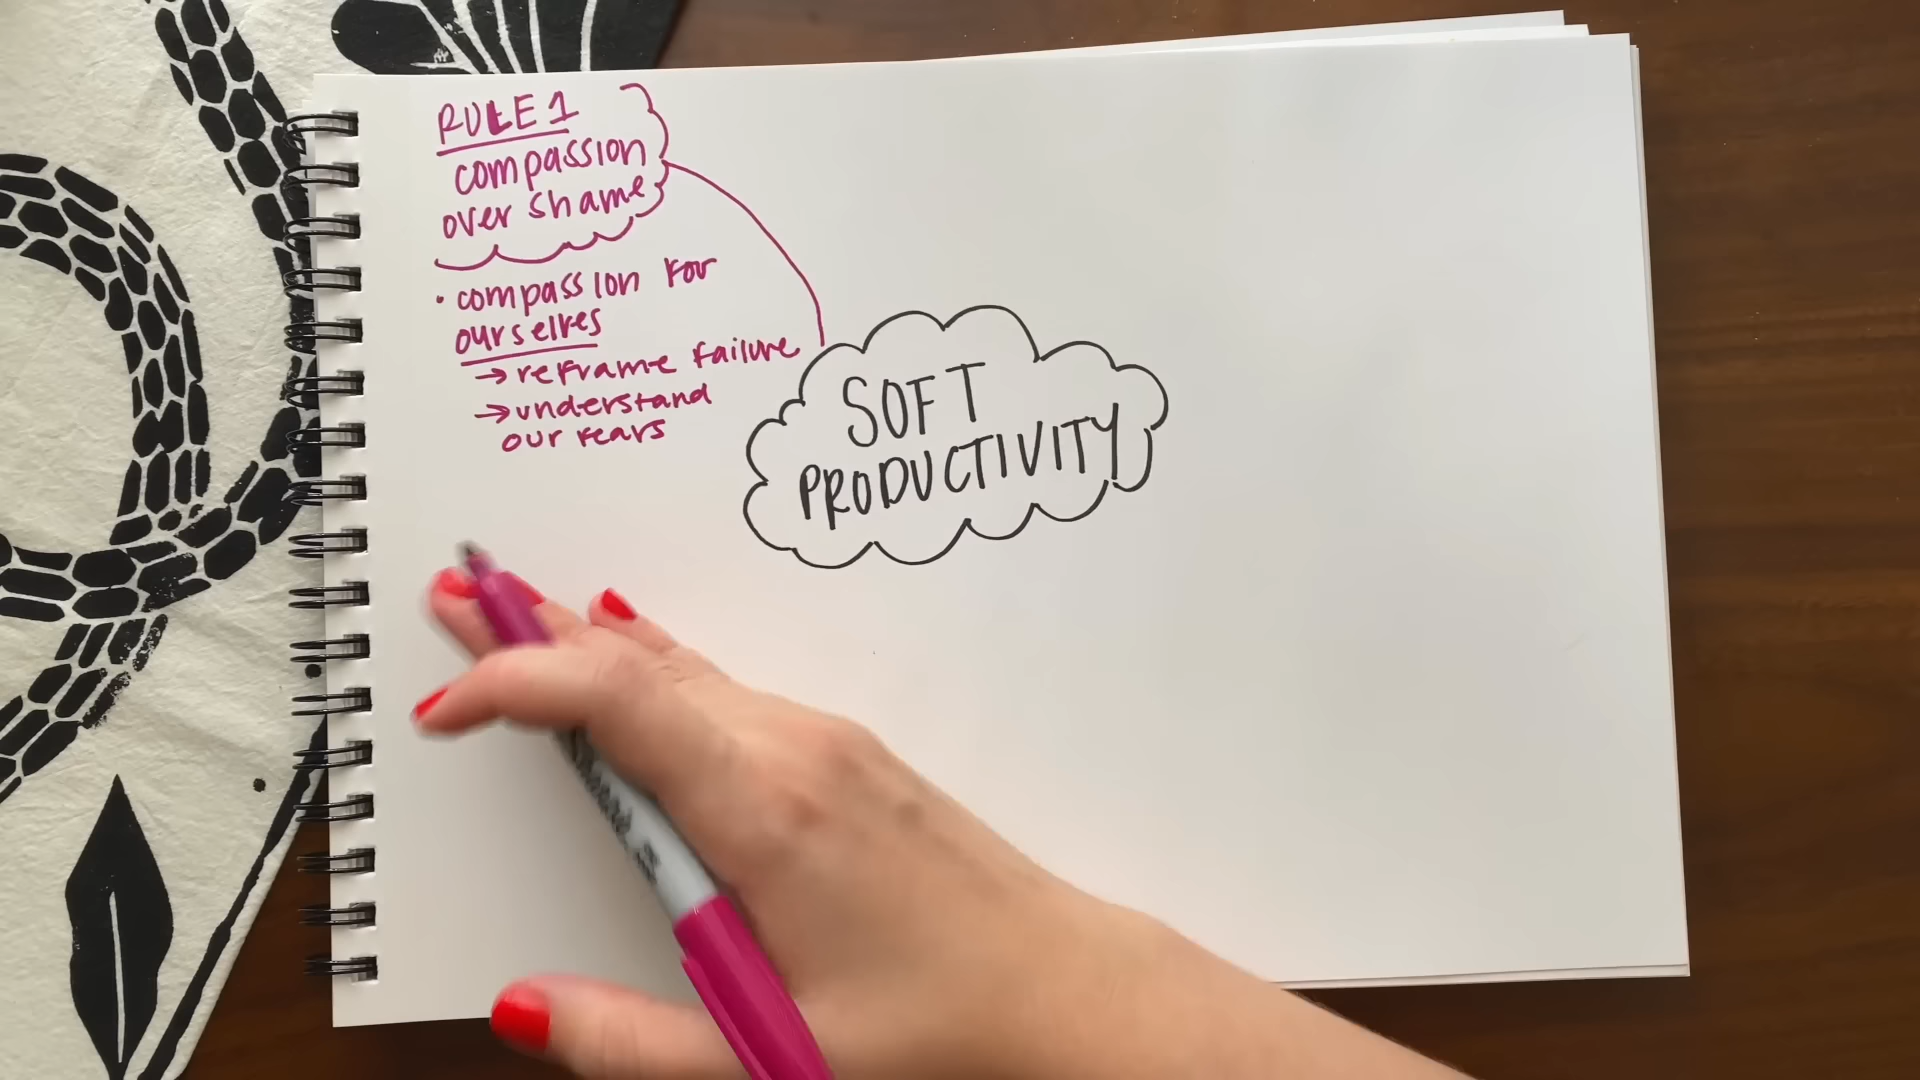 RULE 1
compassion
over shame
• compassion for
ourselves
→ reframe failure
→ understand
our fears
SOFT
PRODUCTIVITY